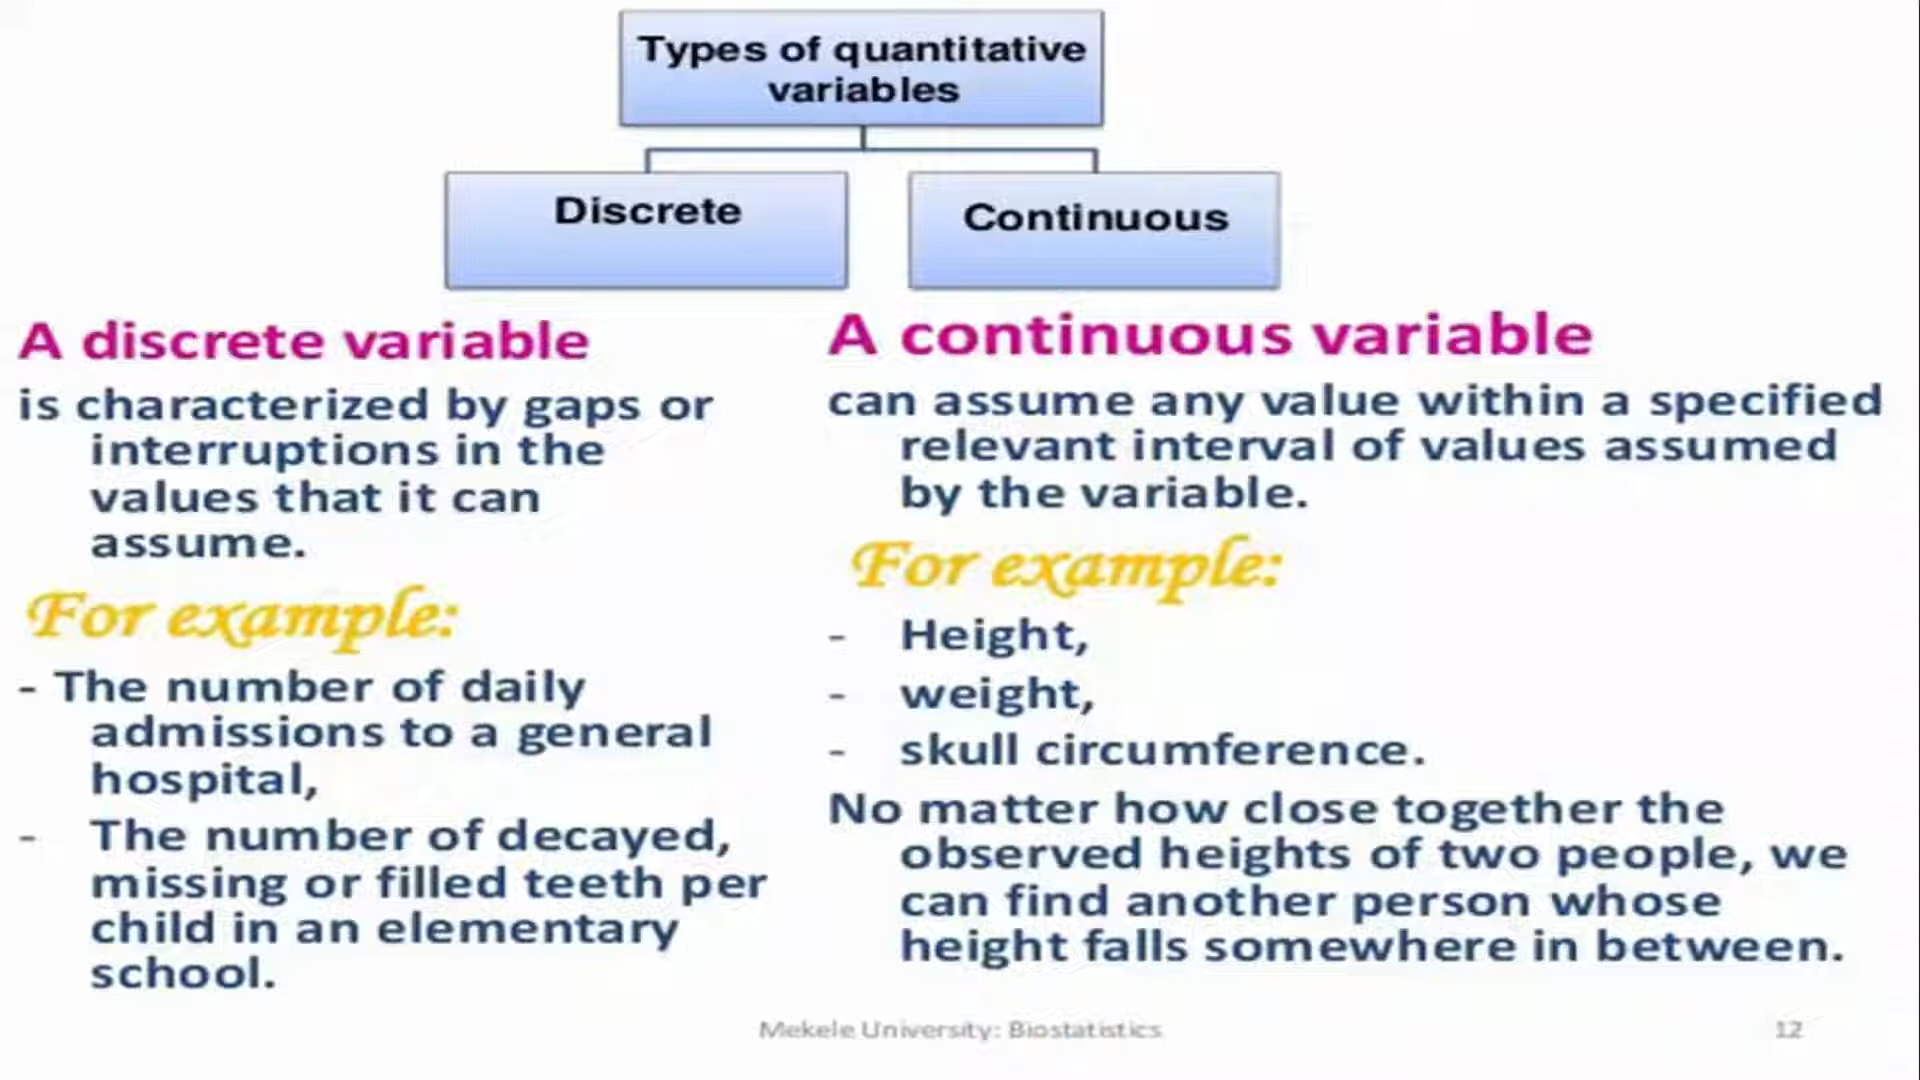 Types of quantitative
variables
Discrete
Continuous
A discrete variable
is characterized by gaps or
interruptions in the
values that it can
assume.
For example:
- The number of daily
admissions to a general
hospital,
- The number of decayed,
missing or filled teeth per
child in an elementary
school.
A continuous variable
can assume any value within a specified
relevant interval of values assumed
by the variable.
For example:
- Height,
- weight,
- skull circumference.
No matter how close together the
observed heights of two people, we
can find another person whose
height falls somewhere in between.
Mekele University: Biostatistics
12